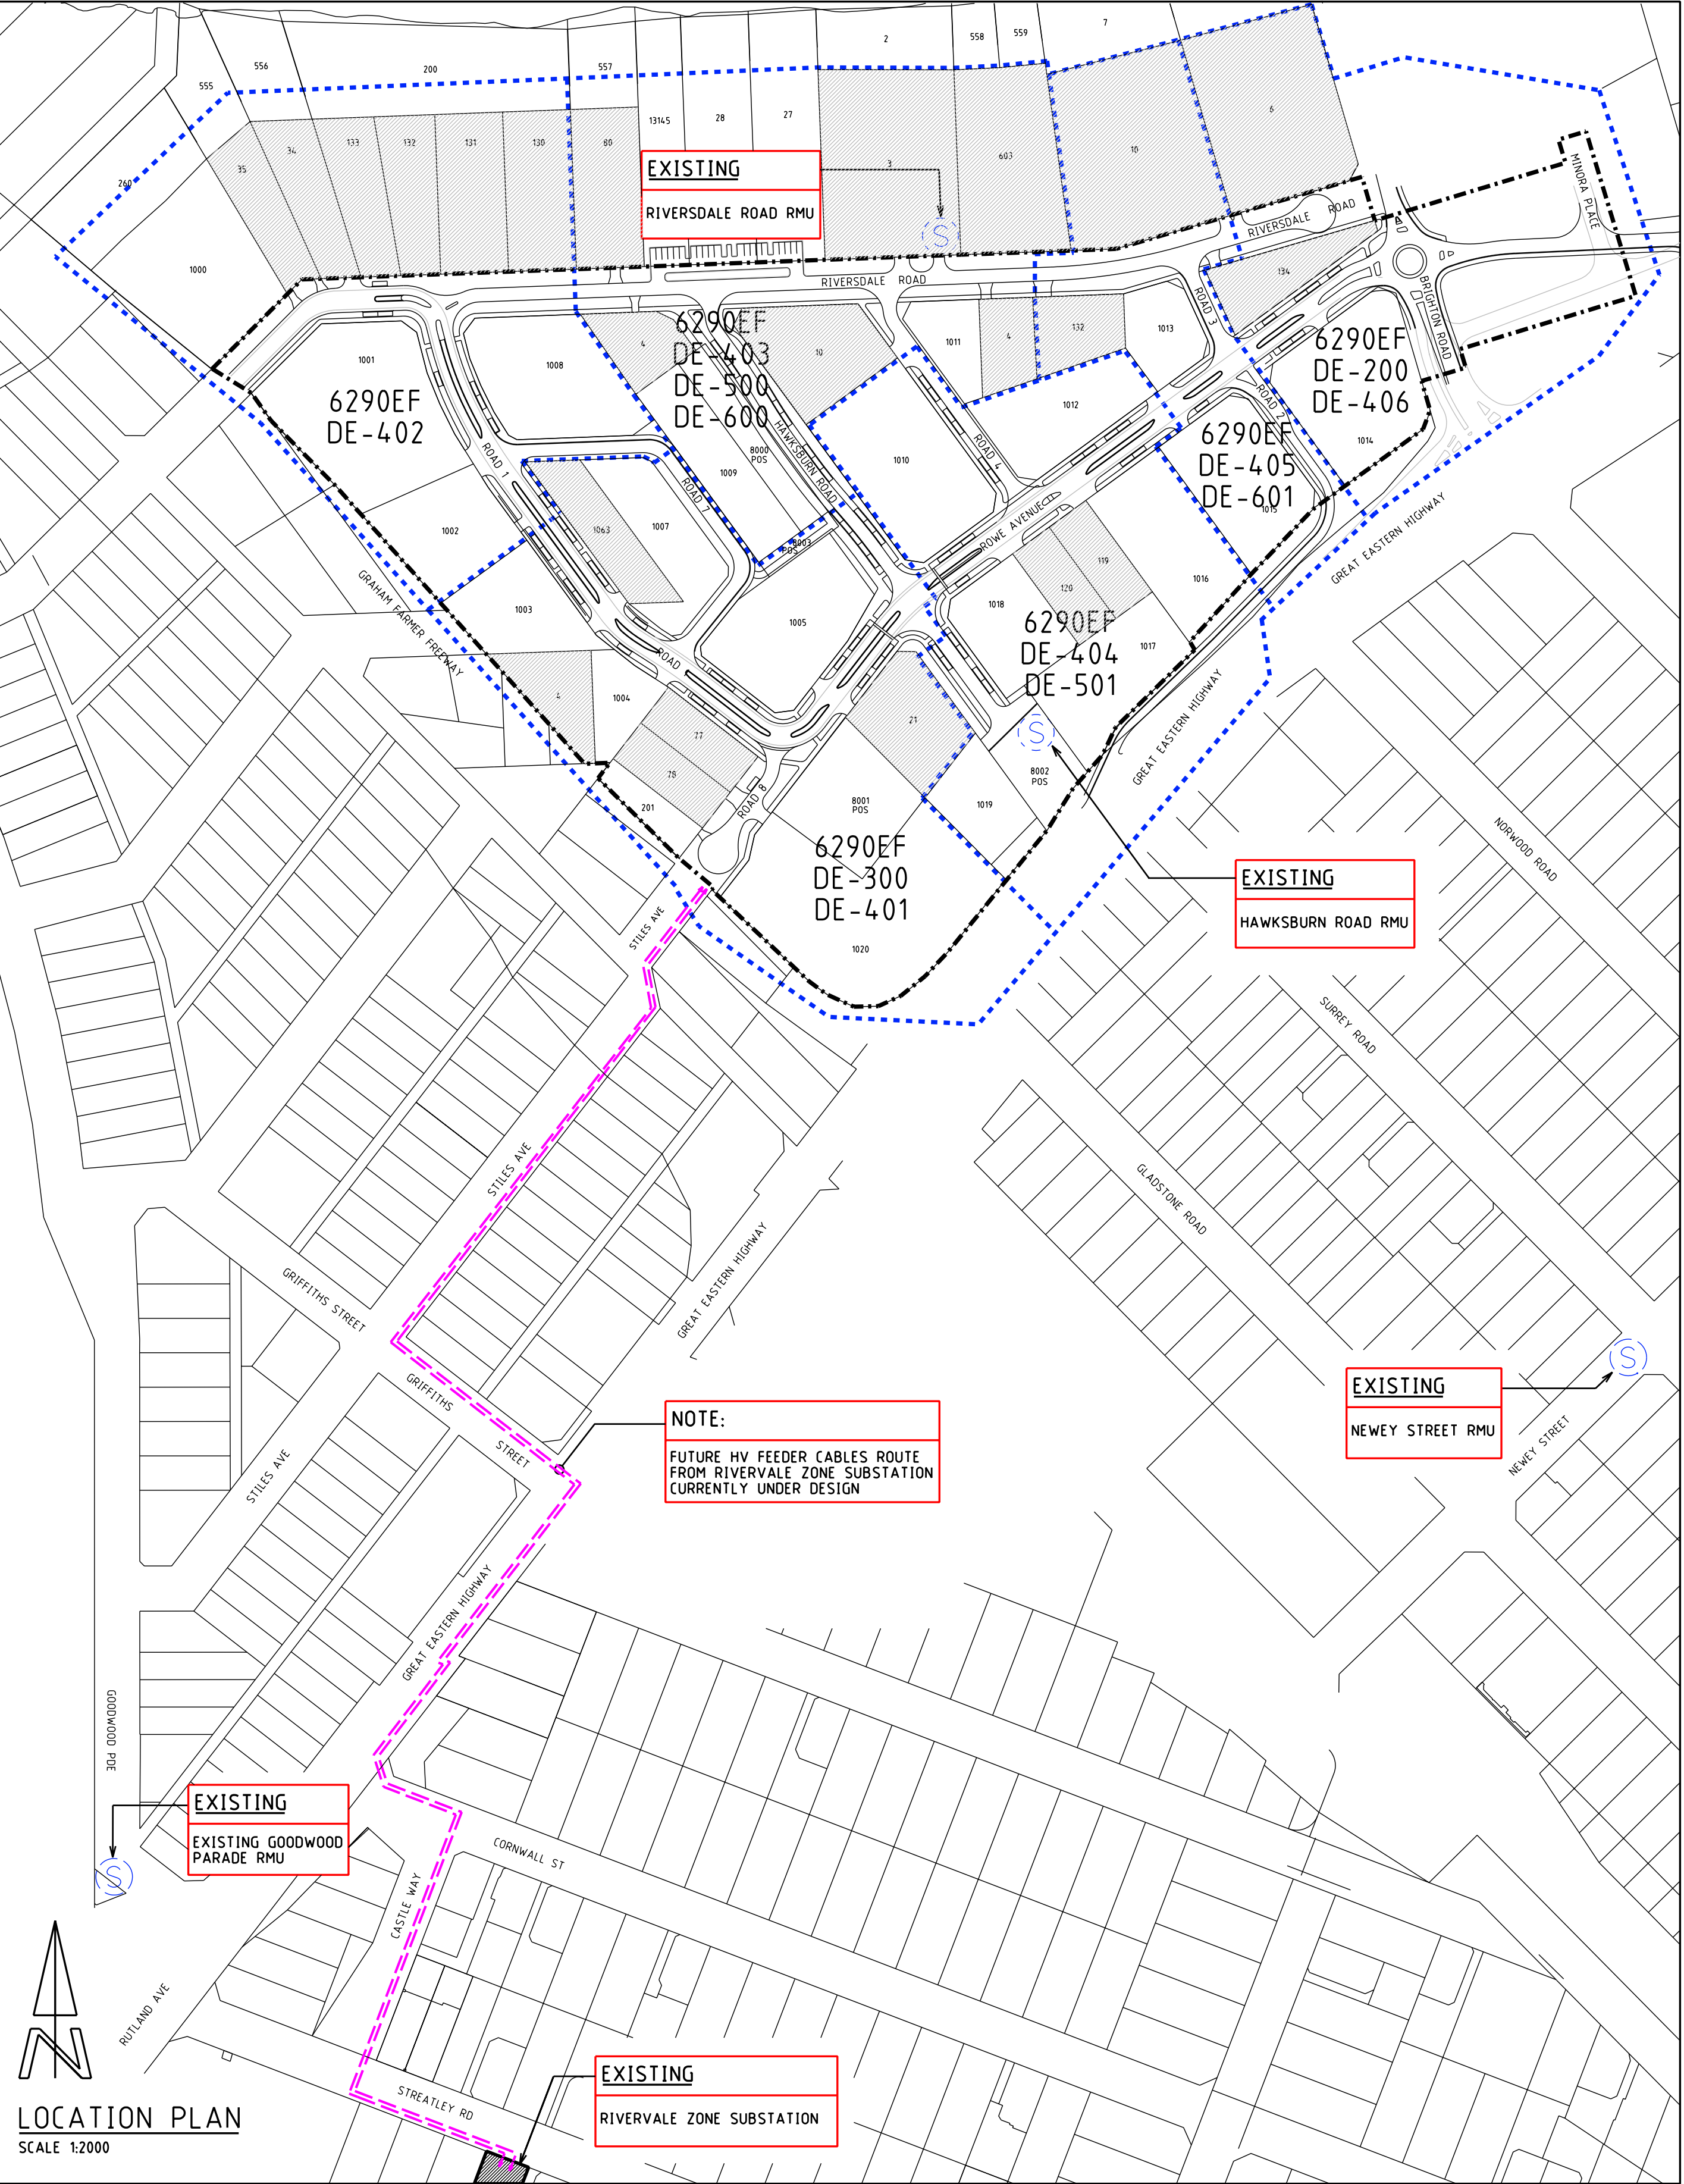 2
558
559
7
556
200
557
555
13145
28
27
34
133
132
131
130
80
35
3
603
10
6
EXISTING
RIVERSDALE ROAD RMU
S
260
1000
MINORA PLACE
RIVERSDALE ROAD
RIVERSDALE ROAD
134
BRIGHTON ROAD
ROAD 3
1001
1008
4
10
1011
4
132
1013
6290EF
DE-402
6290EF
DE-403
DE-500
DE-600
6290EF
DE-200
DE-406
6290EF
DE-405
DE-601
ROAD 1
HAWKSBURN ROAD
8000
POS
1009
1010
ROAD 4
1012
ROAD 2
1014
1015
ROAD 7
1002
1063
1007
8003
POS
ROWE AVENUE
GREAT EASTERN HIGHWAY
GRAHAM FARMER FREEWAY
1003
1005
119
120
1016
1018
1017
6290EF
DE-404
DE-501
ROAD
4
1004
77
78
201
21
S
8002
POS
1019
8001
POS
ROAD 8
GREAT EASTERN HIGHWAY
6290EF
DE-300
DE-401
1020
EXISTING
HAWKSBURN ROAD RMU
NORWOOD ROAD
STILES AVE
SURREY ROAD
STILES AVE
GLADSTONE ROAD
GREAT EASTERN HIGHWAY
GRIFFITHS STREET
GRIFFITHS
STREET
NOTE:
FUTURE HV FEEDER CABLES ROUTE
FROM RIVERVALE ZONE SUBSTATION
CURRENTLY UNDER DESIGN
EXISTING
NEWEY STREET RMU
S
NEWEY STREET
STILES AVE
GREAT EASTERN HIGHWAY
GOODWOOD PDE
EXISTING
EXISTING GOODWOOD
PARADE RMU
S
CORNWALL ST
CASTLE WAY
RUTLAND AVE
STREATLEY RD
EXISTING
RIVERVALE ZONE SUBSTATION
N
LOCATION PLAN
SCALE 1:2000